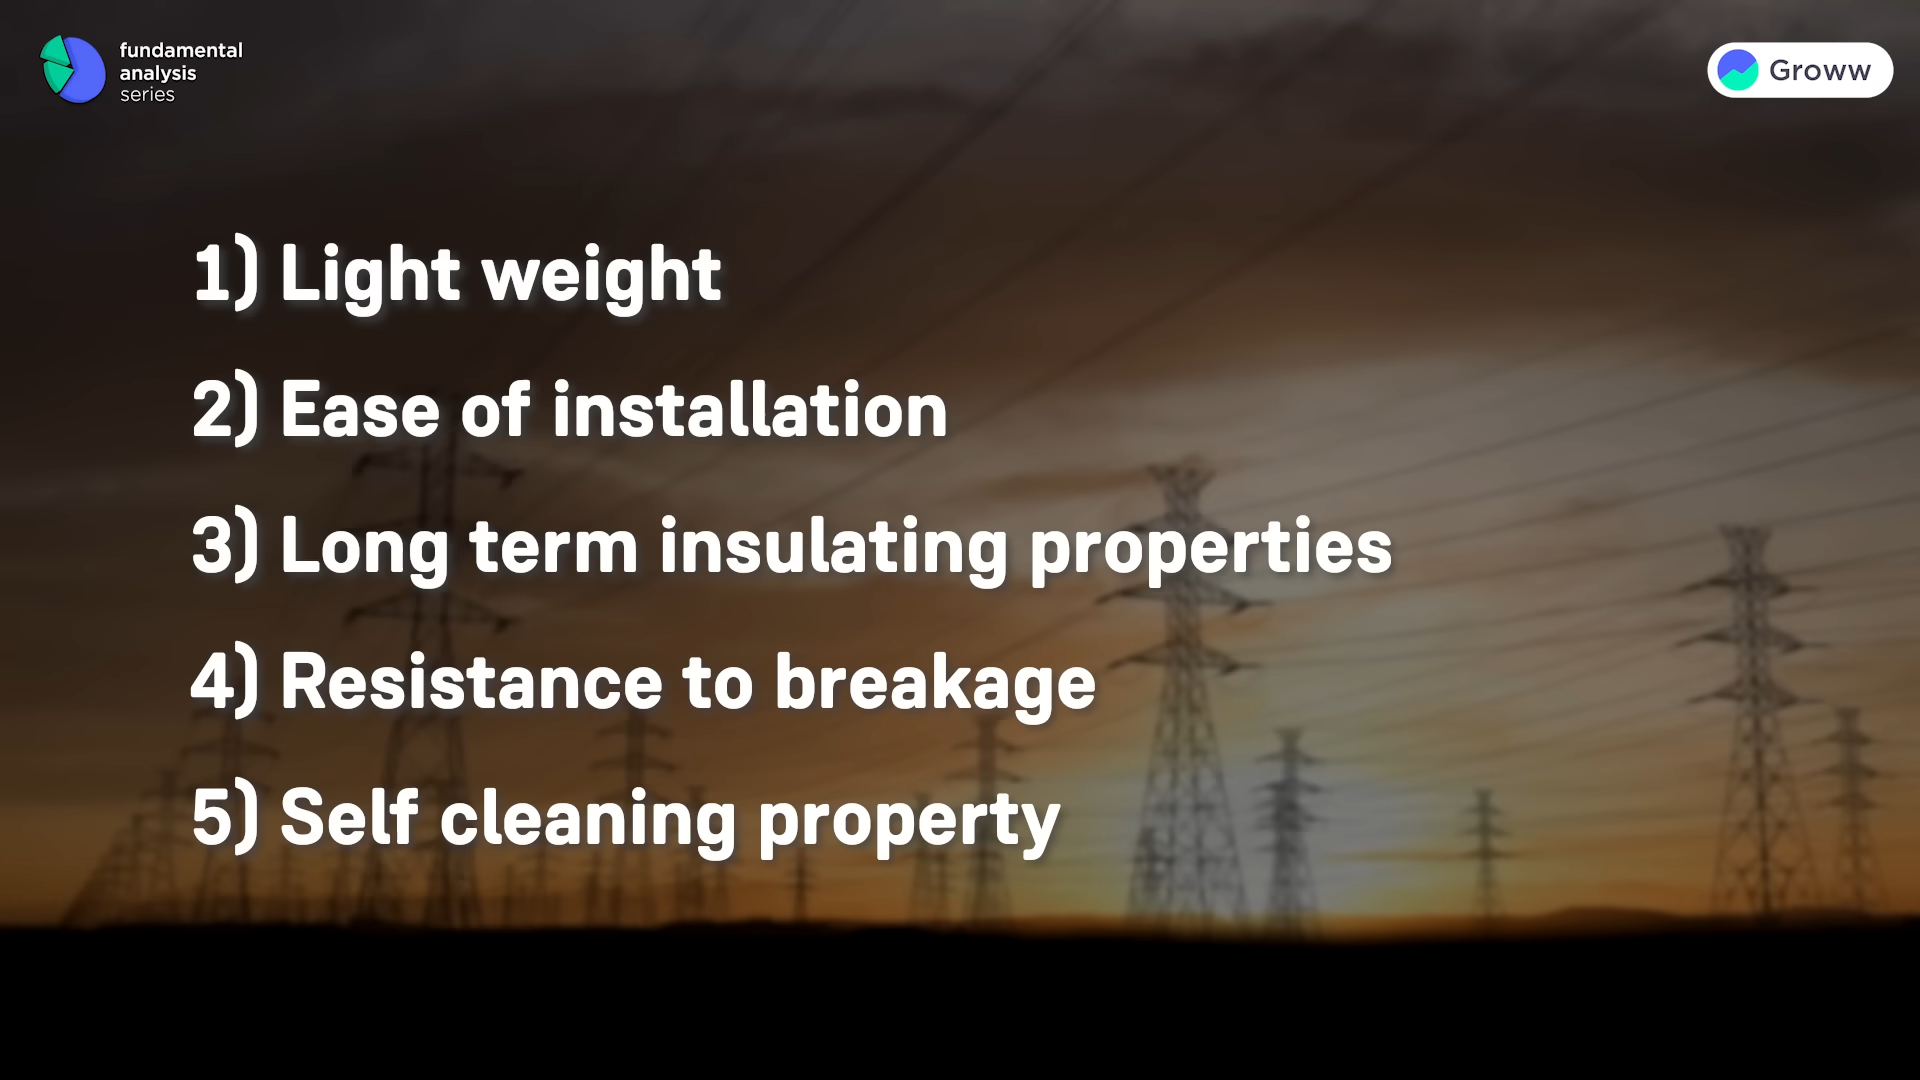 fundamental
analysis
series
Groww
1) Light weight
2) Ease of installation
3) Long term insulating properties
4) Resistance to breakage
5) Self cleaning property